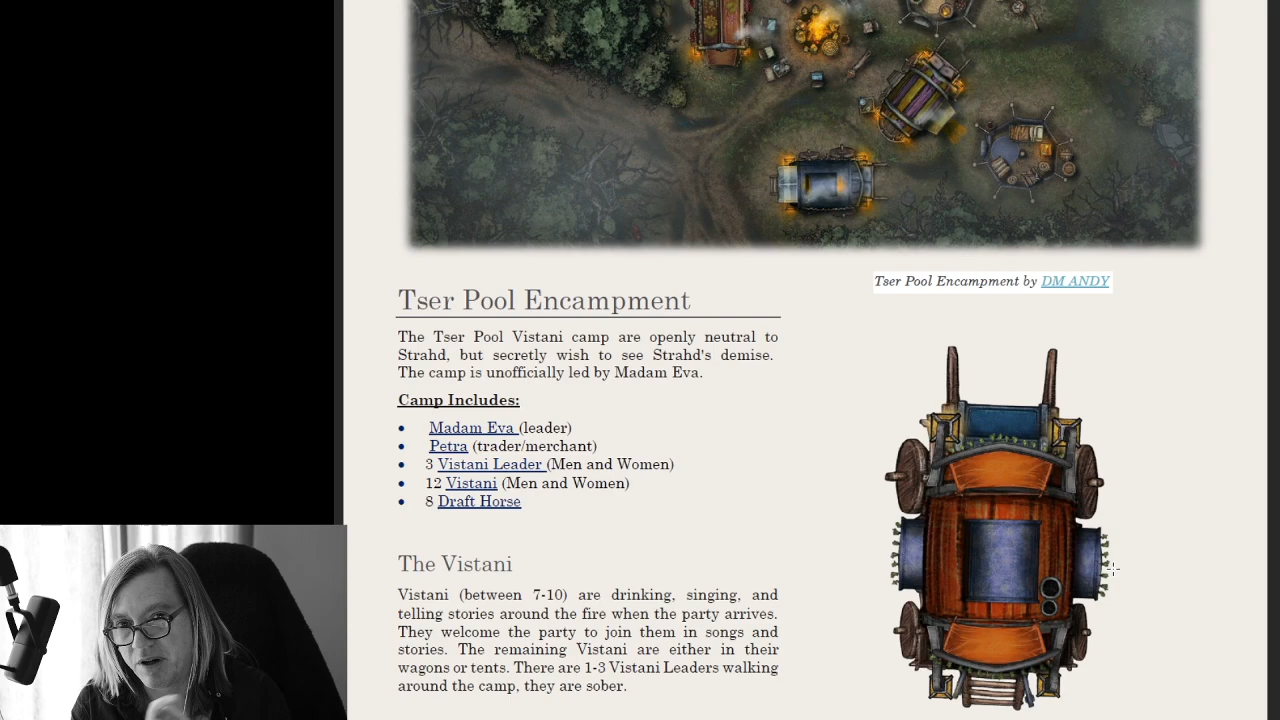 Tser Pool Encampment by DM ANDY
Tser Pool Encampment
The Tser Pool Vistani camp are openly neutral to
Strahd, but secretly wish to see Strahd's demise.
The camp is unofficially led by Madam Eva.
Camp Includes:
• Madam Eva (leader)
• Petra (trader/merchant)
• 3 Vistani Leader (Men and Women)
• 12 Vistani (Men and Women)
• 8 Draft Horse
The Vistani
Vistani (between 7-10) are drinking, singing, and
telling stories around the fire when the party arrives.
They welcome the party to join them in songs and
stories. The remaining Vistani are either in their
wagons or tents. There are 1-3 Vistani Leaders walking
around the camp, they are sober.